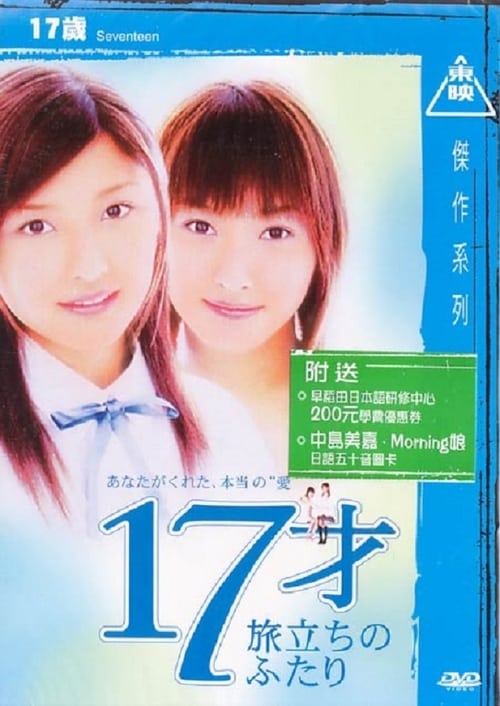 17歲 Seventeen
東映
傑作系列
附送
早稻田日本語研修中心
200元學費優惠券
中島美嘉・Morning娘
日語五十音圖卡
あなたがくれた、本当の"愛
17才
旅立ちの
ふたり
DVD
VIDEO